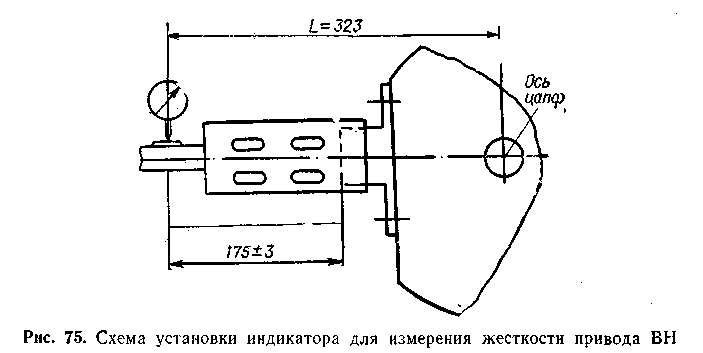 L=323
Ось
цапф
175±3
Рис. 75. Схема установки индикатора для измерения жесткости привода ВН